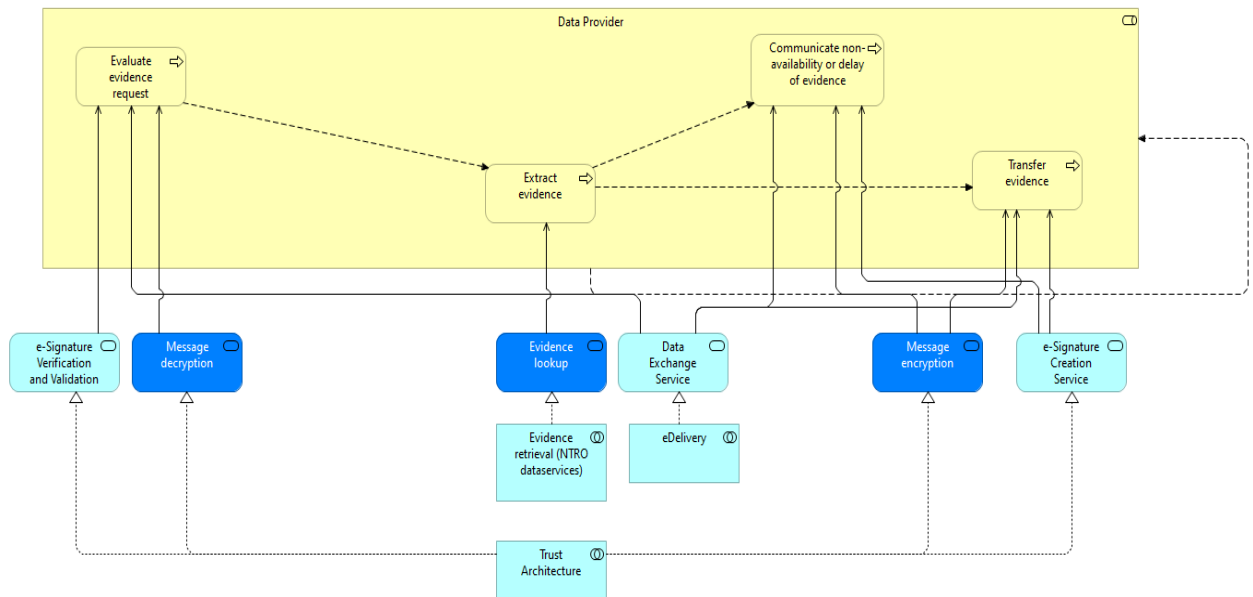 Data Provider
Evaluate
evidence
request
Communicate non-
availability or delay
of evidence
Extract
evidence
Transfer
evidence
e-Signature
Verification
and Validation
Message
decryption
Evidence
lookup
Data
Exchange
Service
Message
encryption
e-Signature
Creation
Service
Evidence
retrieval (NTRO
dataservices)
eDelivery
Trust
Architecture